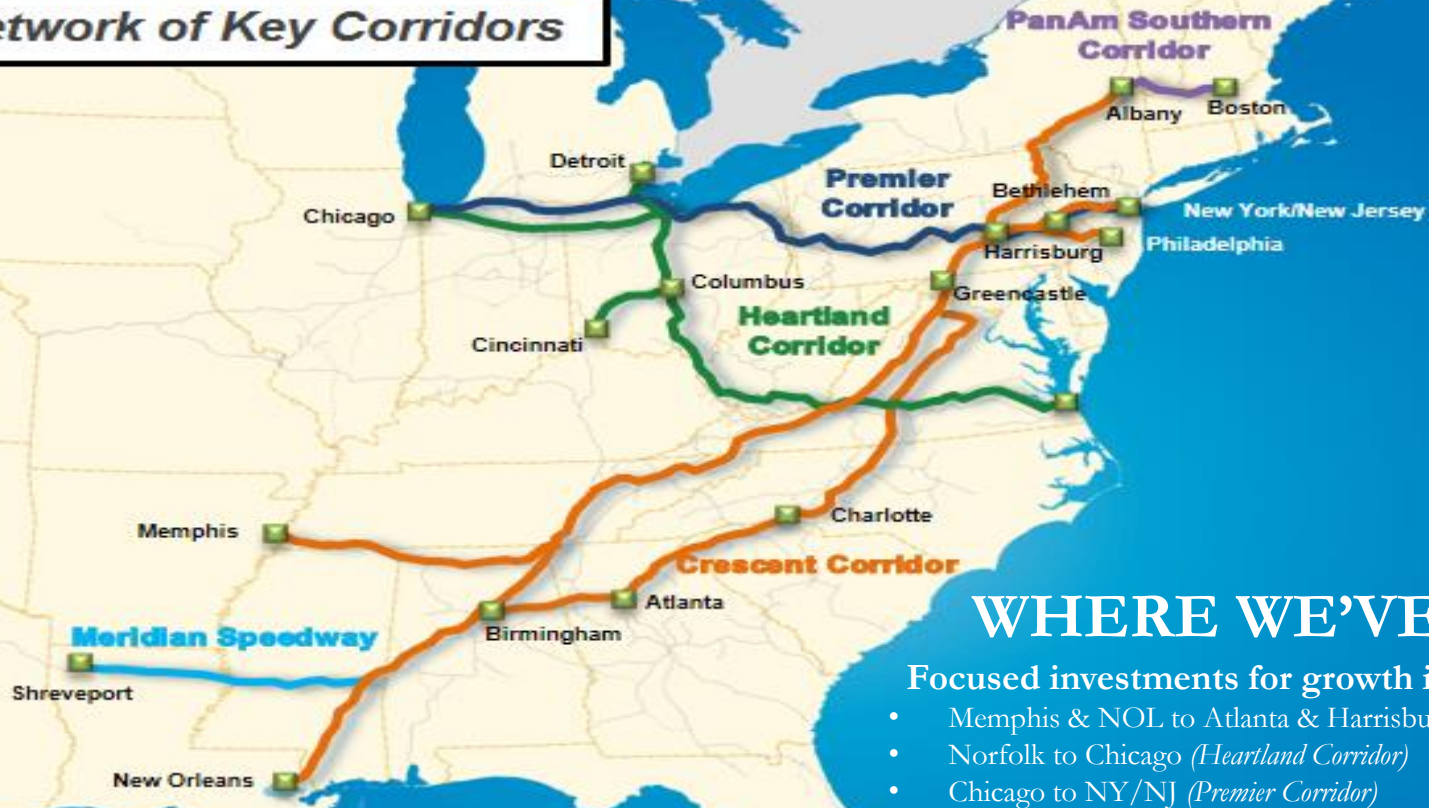 etwork of Key Corridors
PanAm Southern
Corridor
Albany
Boston
Detroit
Premier
Corridor
Bethlehem
Chicago
New York/New Jersey
Harrisburg
Philadelphia
Columbus
Greencastle
Heartland
Corridor
Cincinnati
Memphis
Charlotte
Crescent Corridor
Atlanta
Birmingham
Meridian Speedway
Shreveport
New Orleans
WHERE WE'VE
Focused investments for growth i
• Memphis & NOL to Atlanta & Harrisbu
• Norfolk to Chicago (Heartland Corridor)
• Chicago to NY/NJ (Premier Corridor)